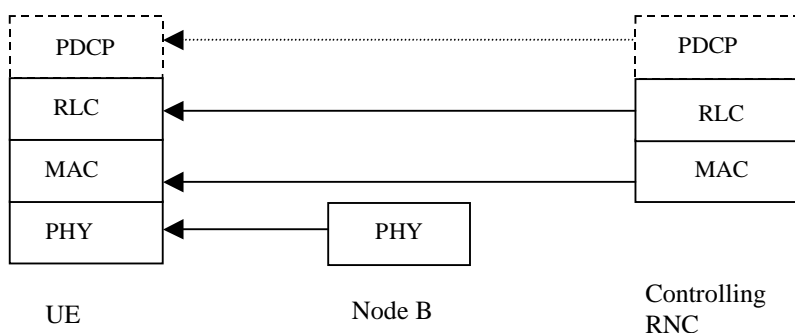 PDCP
PDCP
RLC
RLC
MAC
MAC
PHY
PHY
UE
Node B
Controlling
RNC